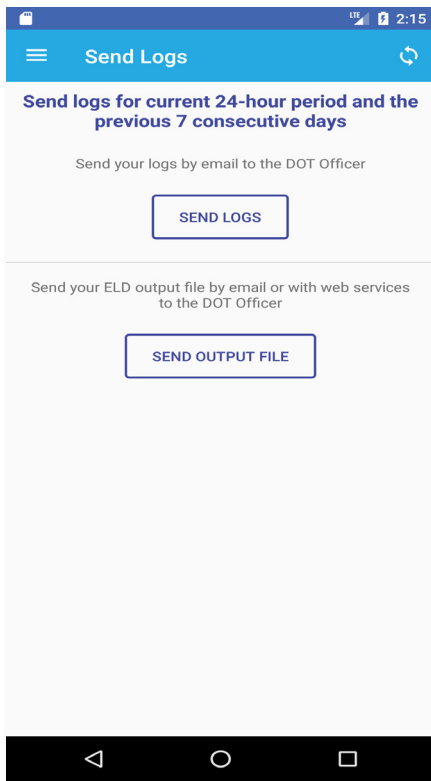 LTE 2:15
Send Logs
Send logs for current 24-hour period and the
previous 7 consecutive days
Send your logs by email to the DOT Officer
SEND LOGS
Send your ELD output file by email or with web services
to the DOT Officer
SEND OUTPUT FILE